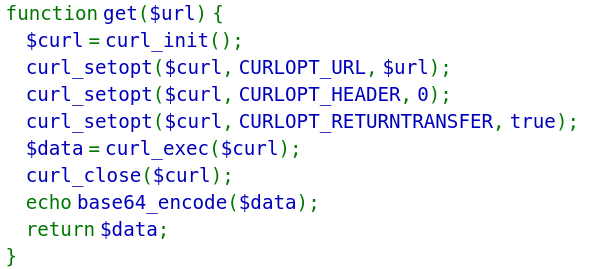 function get($url) {
  $curl = curl_init();
  curl_setopt($curl, CURLOPT_URL, $url);
  curl_setopt($curl, CURLOPT_HEADER, 0);
  curl_setopt($curl, CURLOPT_RETURNTRANSFER, true);
  $data = curl_exec($curl);
  curl_close($curl);
  echo base64_encode($data);
  return $data;
}